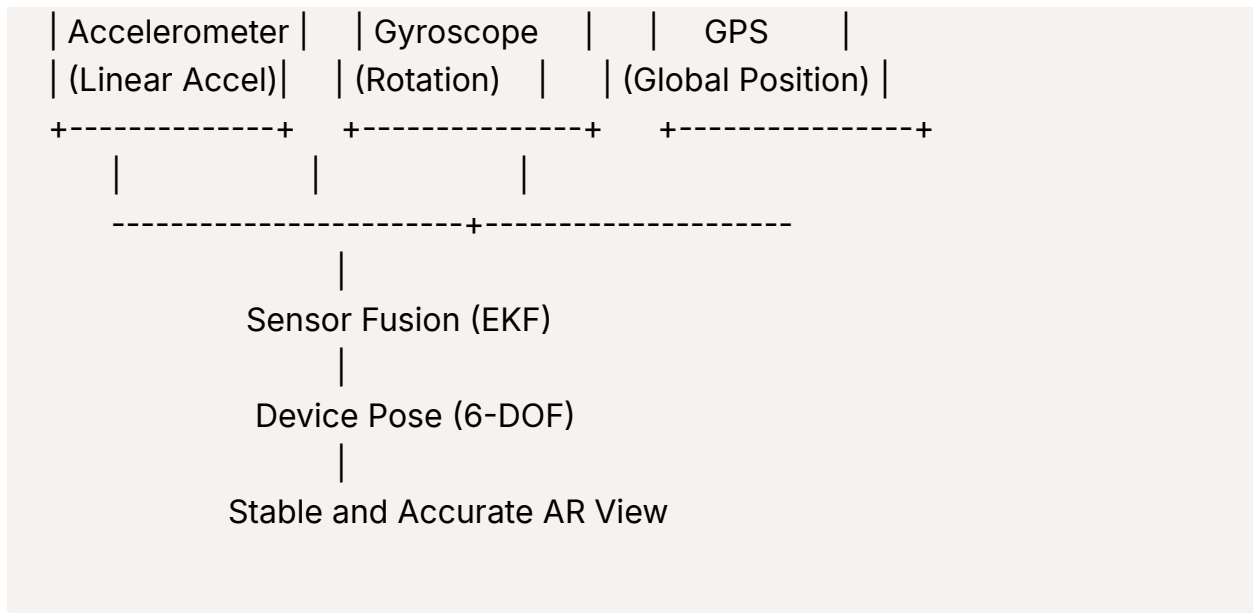 | Accelerometer |     | Gyroscope     |     |     GPS       |
| (Linear Accel)|     | (Rotation)    |     | (Global Position) |
+--------------+     +---------------+     +----------------+
|                    |                    |
------------------------+---------------------
|
Sensor Fusion (EKF)
|
Device Pose (6-DOF)
|
Stable and Accurate AR View